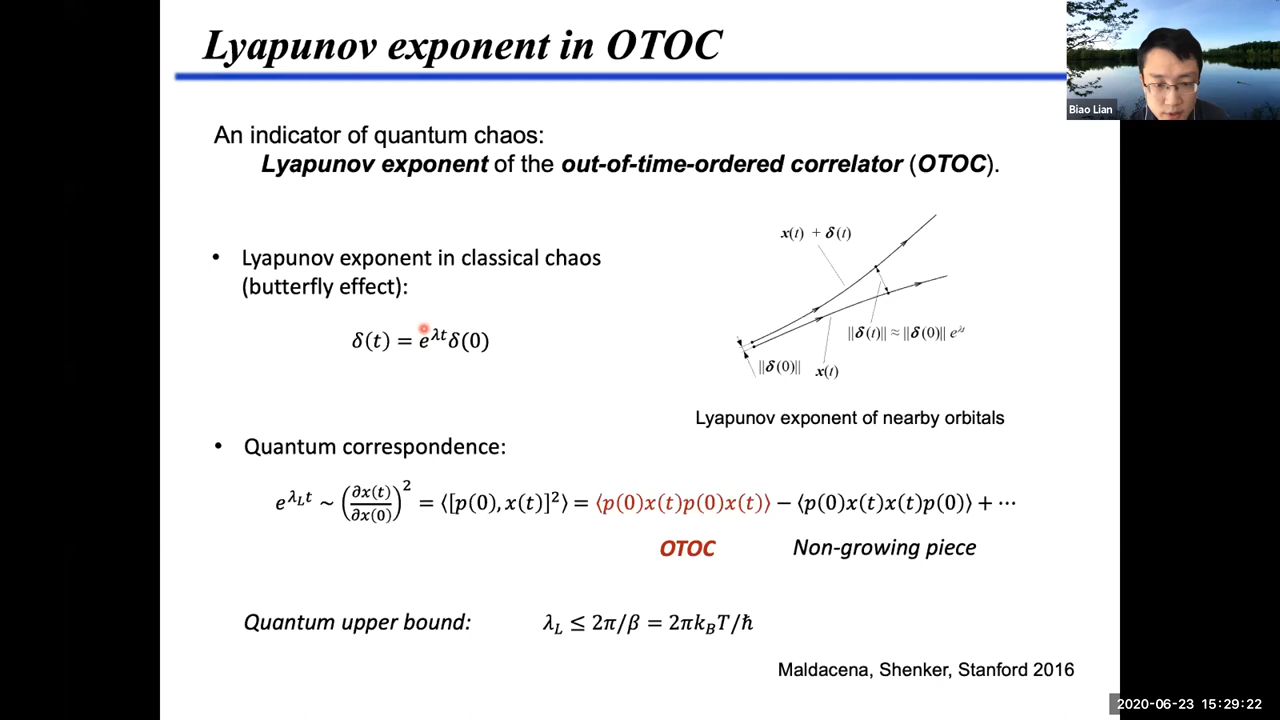 Lyapunov exponent in OTOC
Biao Lian
An indicator of quantum chaos:
Lyapunov exponent of the out-of-time-ordered correlator (OTOC).
• Lyapunov exponent in classical chaos
(butterfly effect):
δ(t) = e^{λt}δ(0)
x(t) + δ(t)
||δ(t)|| ≈ ||δ(0)|| e^{λt}
||δ(0)||
x(t)
Lyapunov exponent of nearby orbitals
• Quantum correspondence:
e^{λ_L t} ~ (∂x(t)/∂x(0))^2 = ⟨[p(0), x(t)]^2⟩ = ⟨p(0)x(t)p(0)x(t)⟩ − ⟨p(0)x(t)x(t)p(0)⟩ + ⋯
OTOC
Non-growing piece
Quantum upper bound: λ_L ≤ 2π/β = 2πk_BT/ħ
Maldacena, Shenker, Stanford 2016
2020-06-23 15:29:22